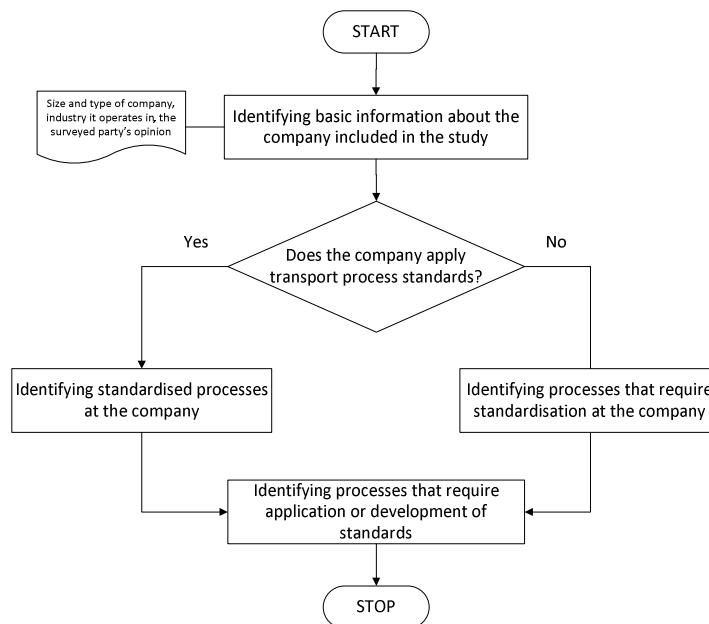 START
Size and type of company,
industry it operates in, the
surveyed party's opinion
Identifying basic information about the
company included in the study
Yes
No
Does the company apply
transport process standards?
Identifying standardised processes
at the company
Identifying processes that require
standardisation at the company
Identifying processes that require
application or development of
standards
STOP